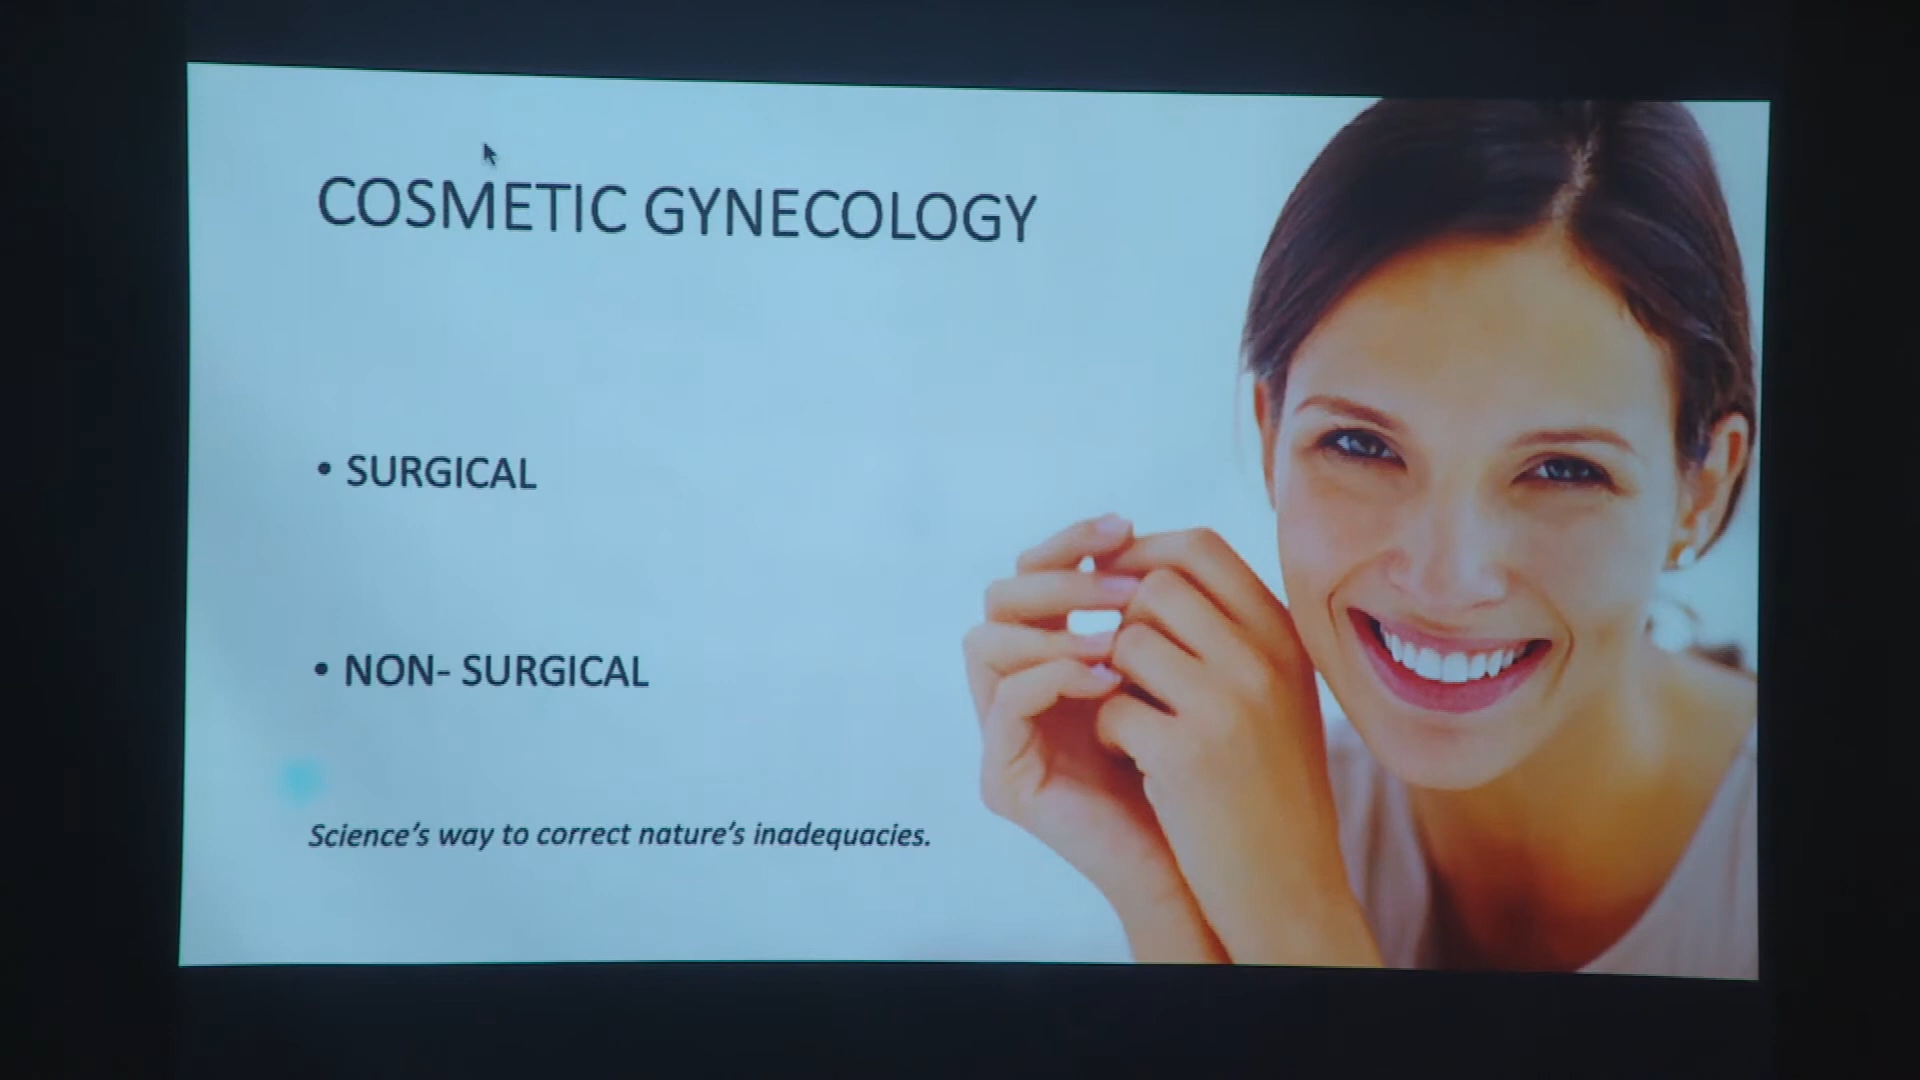 COSMETIC GYNECOLOGY
• SURGICAL
• NON- SURGICAL
Science's way to correct nature's inadequacies.